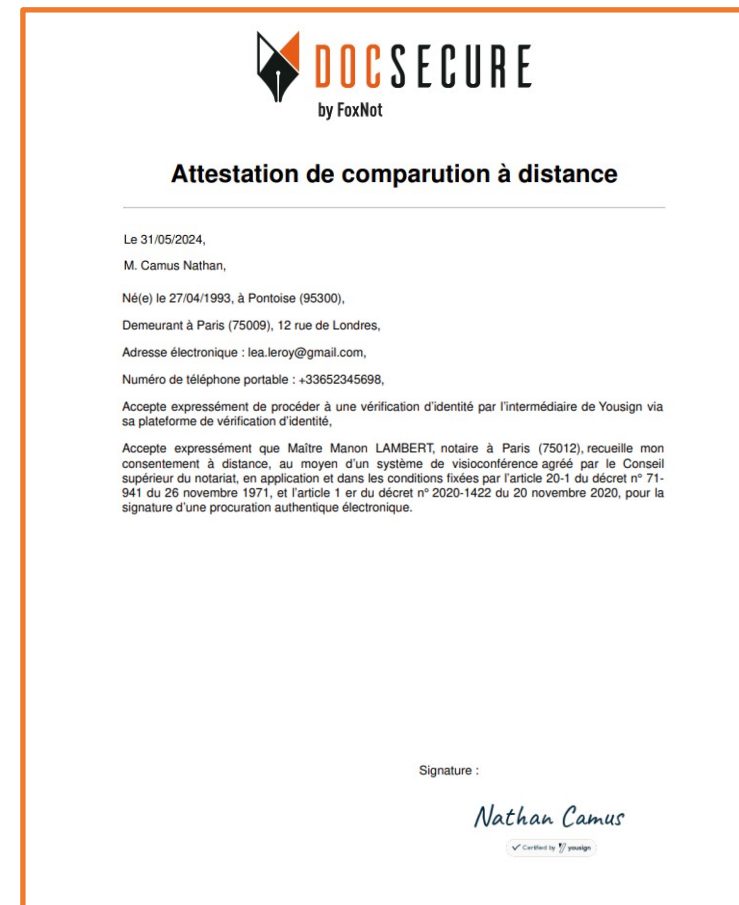 DOCSECURE
by FoxNot
Attestation de comparution à distance
Le 31/05/2024,
M. Camus Nathan,
Né(e) le 27/04/1993, à Pontoise (95300),
Demeurant à Paris (75009), 12 rue de Londres,
Adresse électronique : lea.leroy@gmail.com,
Numéro de téléphone portable : +33652345698,
Accepte expressément de procéder à une vérification d'identité par l'intermédiaire de Yousign via
sa plateforme de vérification d'identité,
Accepte expressément que Maître Manon LAMBERT, notaire à Paris (75012), recueille mon
consentement à distance, au moyen d'un système de visioconférence agréé par le Conseil
supérieur du notariat, en application et dans les conditions fixées par l'article 20-1 du décret n° 71-
941 du 26 novembre 1971, et l'article 1 er du décret n° 2020-1422 du 20 novembre 2020, pour la
signature d'une procuration authentique électronique.
Signature :
Nathan Camus
Certified by yousign